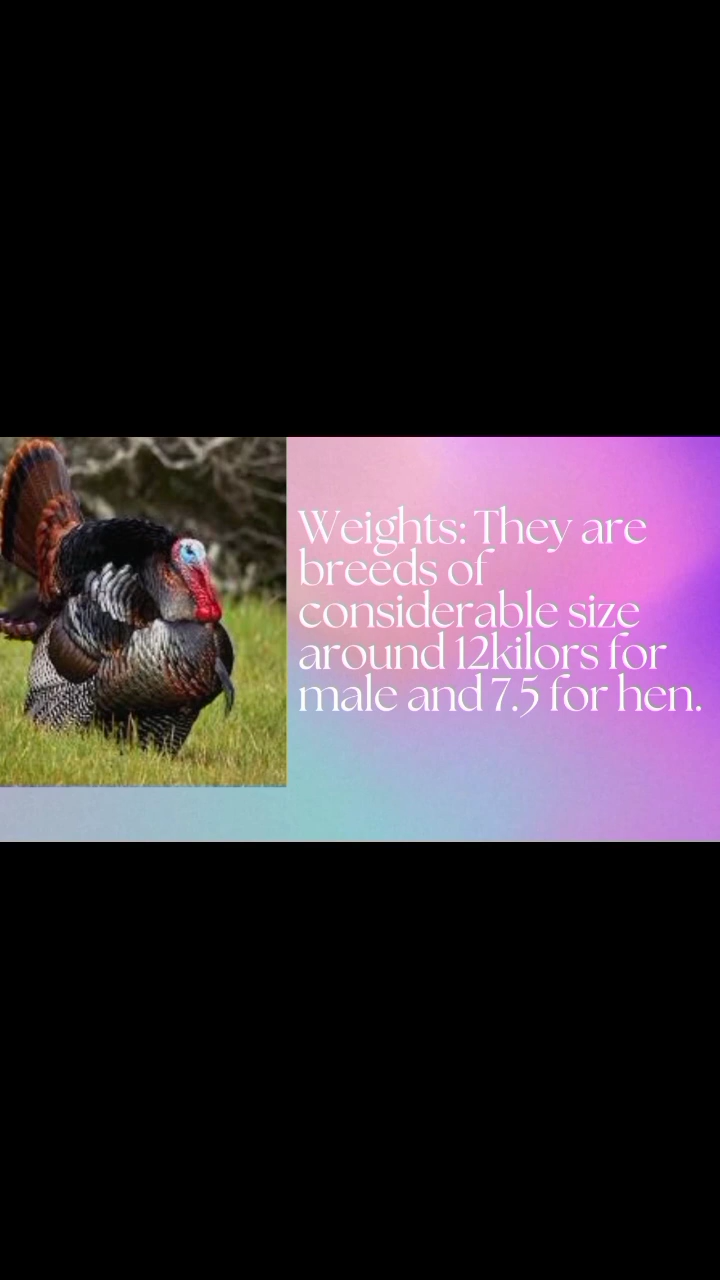 Weights: They are
breeds of
considerable size
around 12kilors for
male and 7.5 for hen.